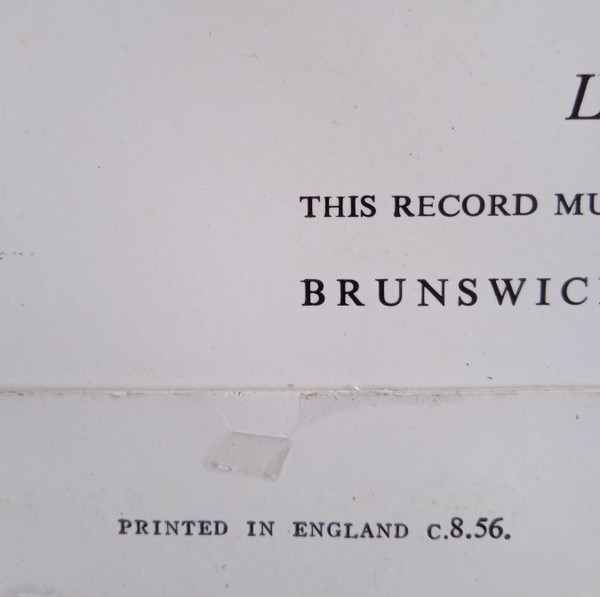 L
THIS RECORD MU
BRUNSWIC
PRINTED IN ENGLAND C.8.56.